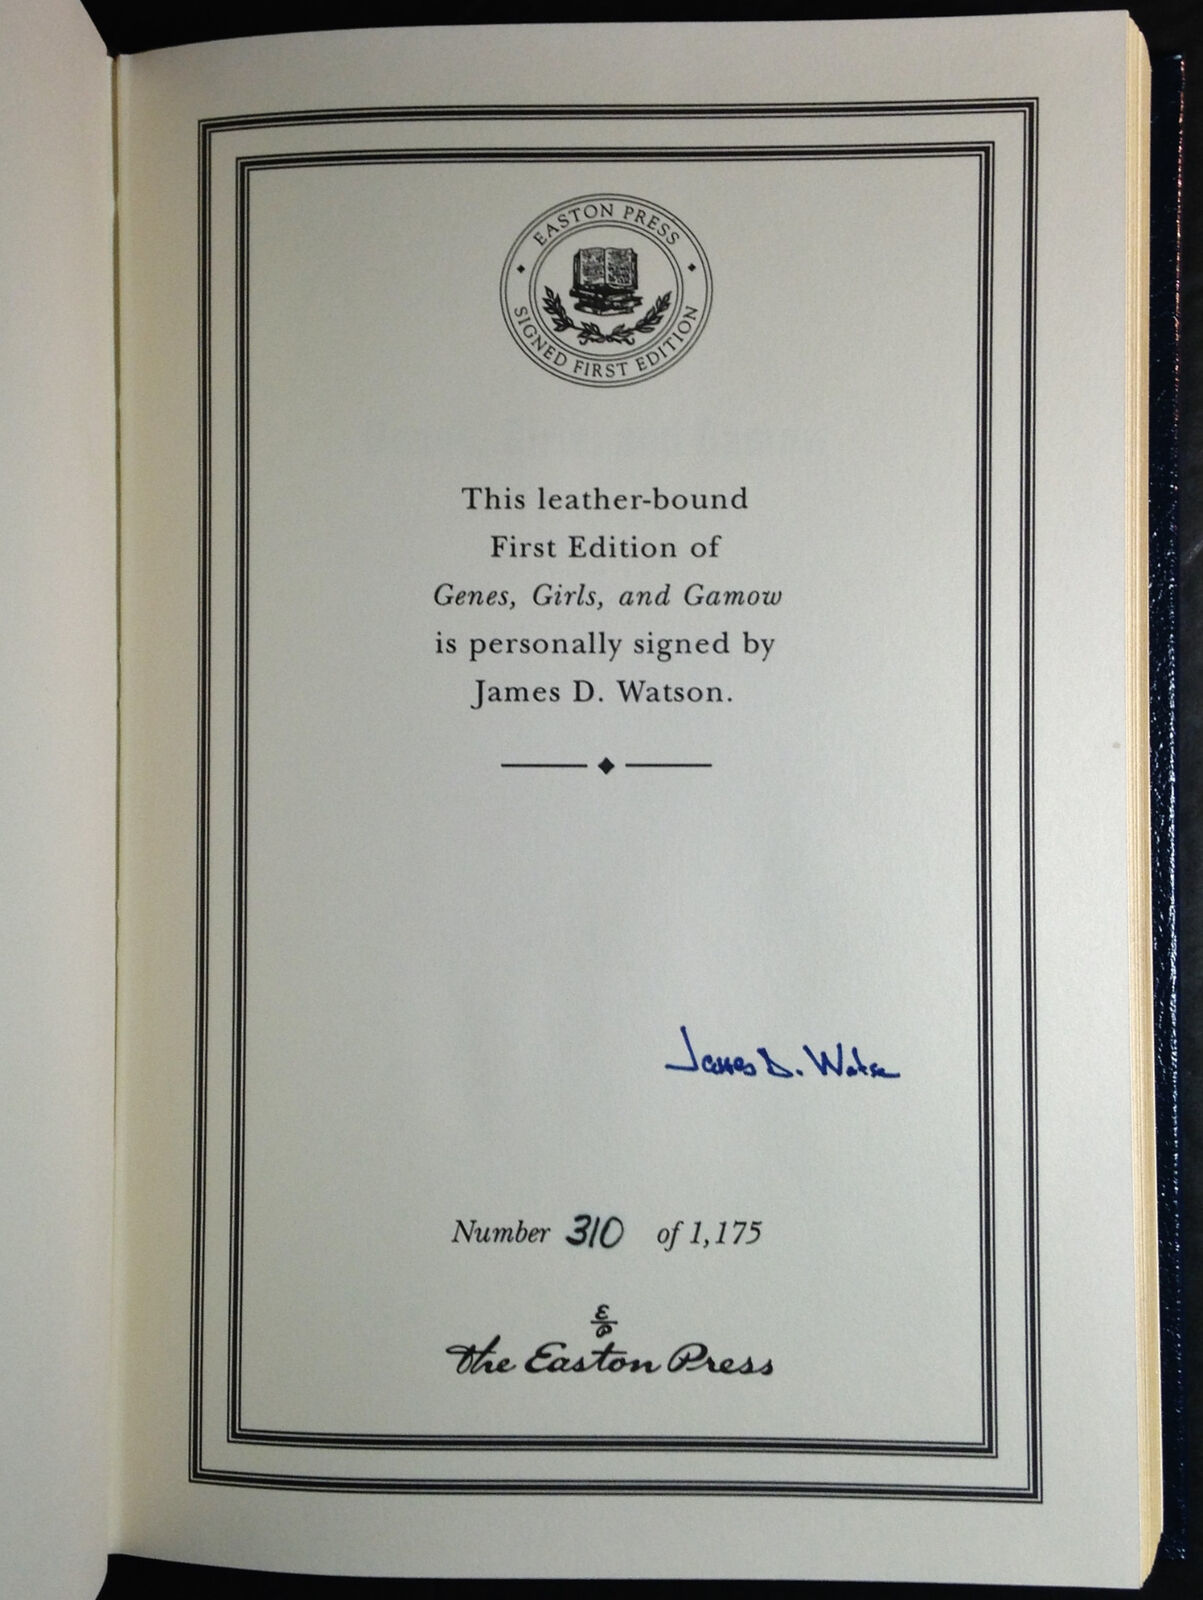 EASTON PRESS
SIGNED FIRST EDITION
This leather-bound
First Edition of
Genes, Girls, and Gamow
is personally signed by
James D. Watson.
James D. Watson
Number 310 of 1,175
EP
The Easton Press